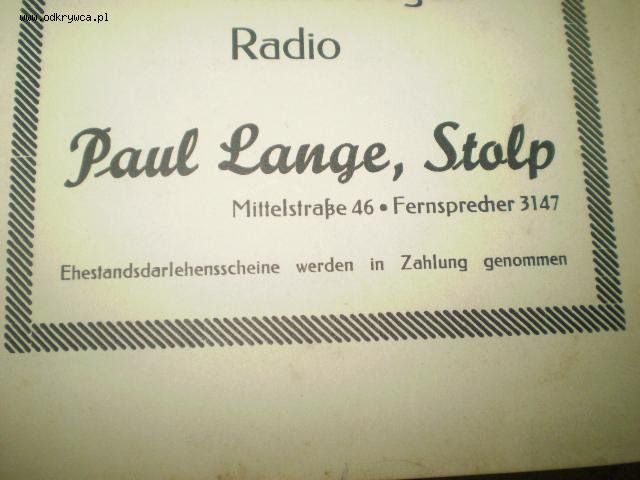 www.odkrywca.pl
Radio
Paul Lange, Stolp
Mittelstraße 46 • Fernsprecher 3147
Ehestandsdarlehensscheine werden in Zahlung genommen